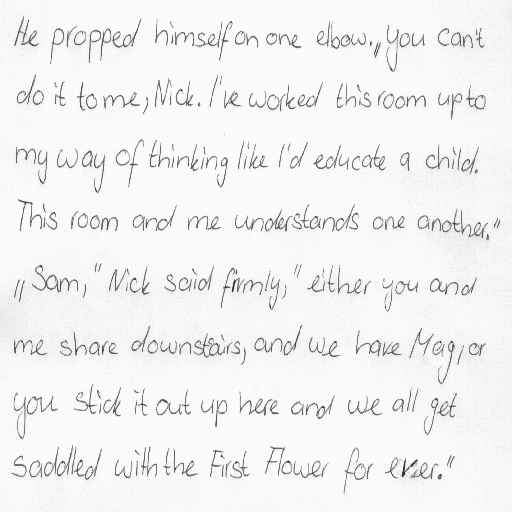 He propped himself on one elbow. „You can't
do it to me, Nick. I've worked this room up to
my way of thinking like I'd educate a child.
This room and me understands one another."
„Sam," Nick said firmly, " either you and
me share downstairs, and we have Meg, or
you stick it out up here and we all get
saddled with the First Flower for ever."